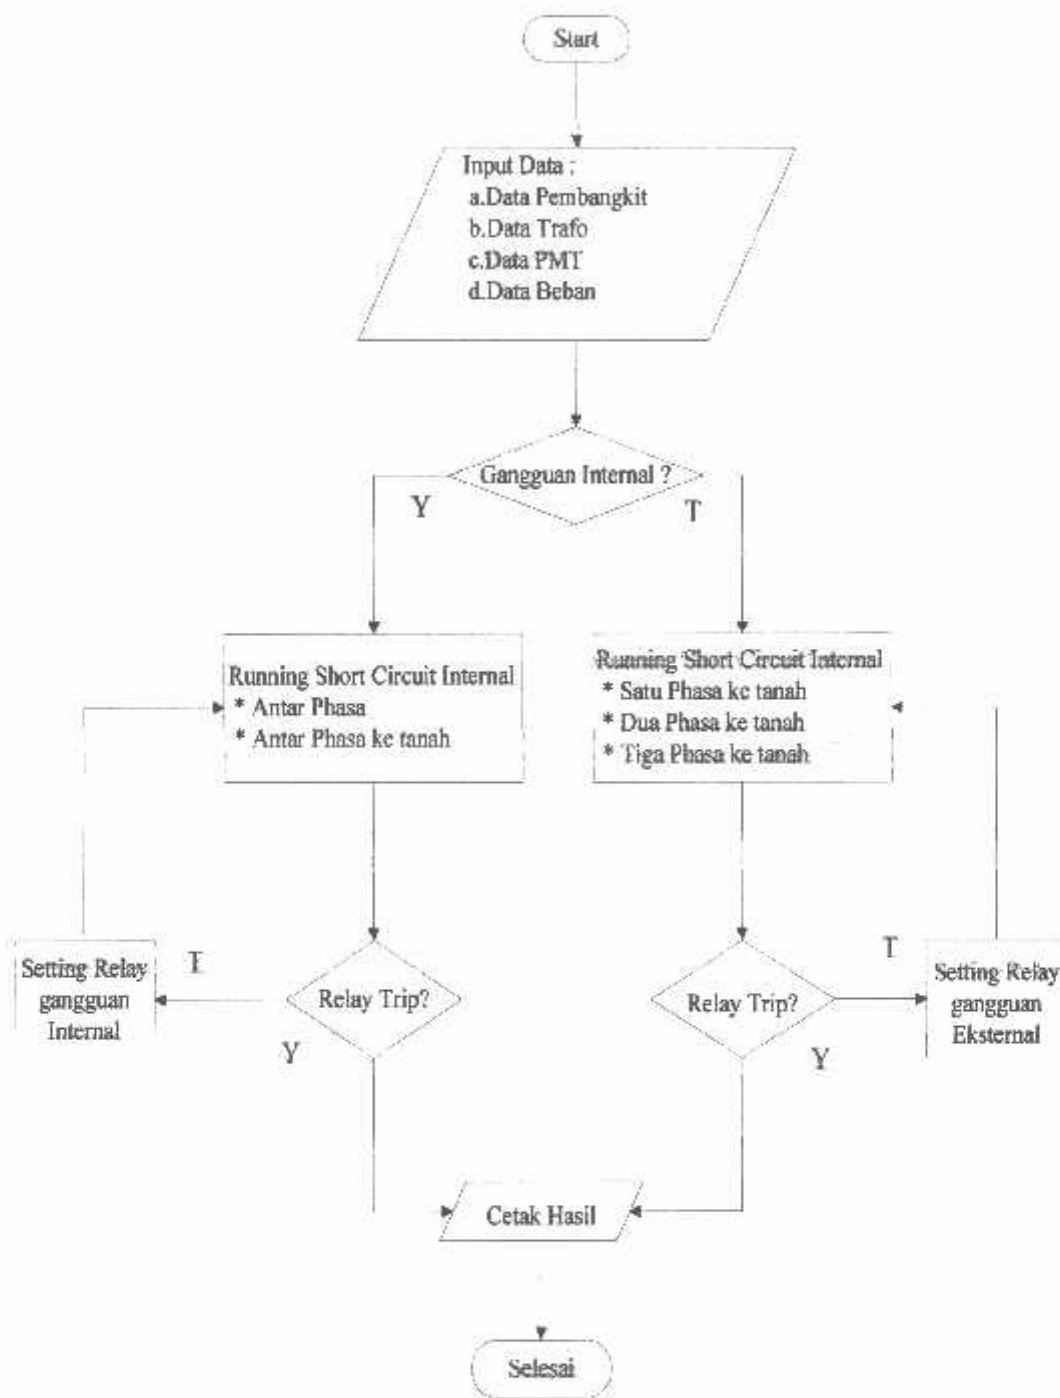 Start
Input Data :
a.Data Pembangkit
b.Data Trafo
c.Data PMT
d.Data Beban
Gangguan Internal ?
Y
T
Running Short Circuit Internal
* Antar Phasa
* Antar Phasa ke tanah
Running Short Circuit Internal
* Satu Phasa ke tanah
* Dua Phasa ke tanah
* Tiga Phasa ke tanah
Setting Relay
gangguan
Internal
T
Relay Trip?
Y
Relay Trip?
T
Y
Setting Relay
gangguan
Eksternal
Cetak Hasil
Selesai